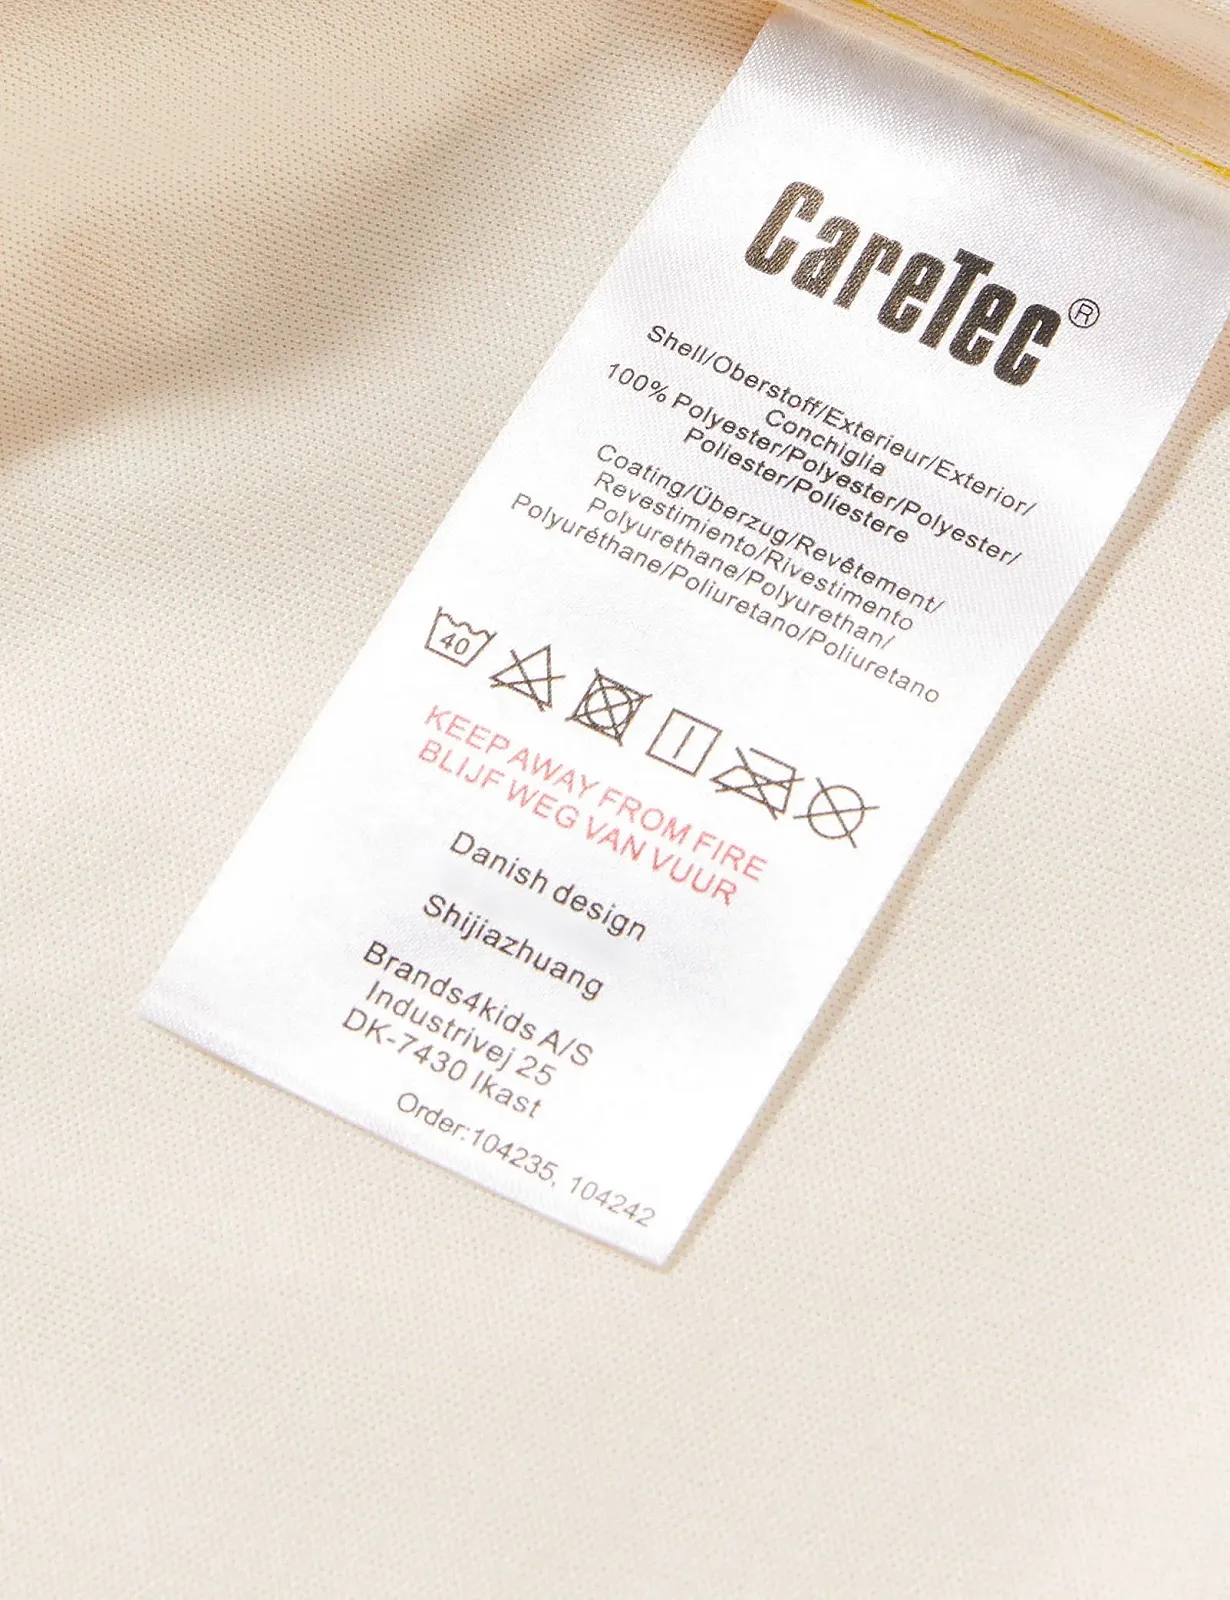 CareTec®
Shell/Oberstoff/Exterieur/Exterior/
Conchiglia
100% Polyester/Polyester/Polyester/
Poliester/Poliestere
Coating/Überzug/Revêtement/
Revestimiento/Rivestimento
Polyurethane/Polyurethan/
Polyuréthane/Poliuretano/Poliuretano
40
KEEP AWAY FROM FIRE
BLIJF WEG VAN VUUR
Danish design
Shijiazhuang
Brands4kids A/S
Industrivej 25
DK-7430 Ikast
Order:104235, 104242